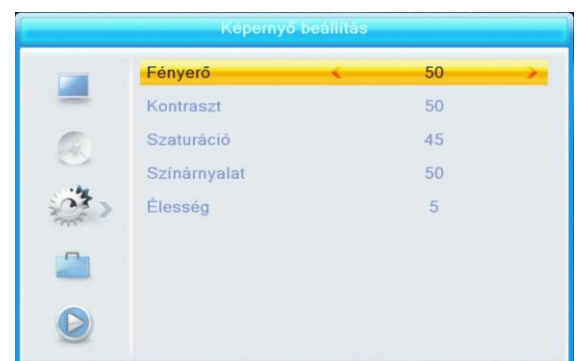 Képernyő beállítás
Fényerő 50
Kontraszt 50
Szaturáció 45
Színárnyalat 50
Élesség 5